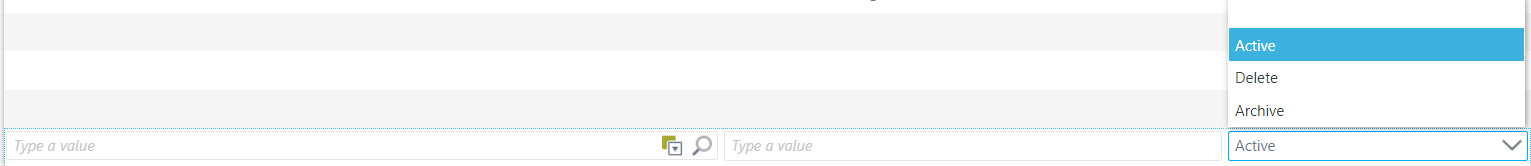 Active
Delete
Archive
Type a value
Type a value
Active